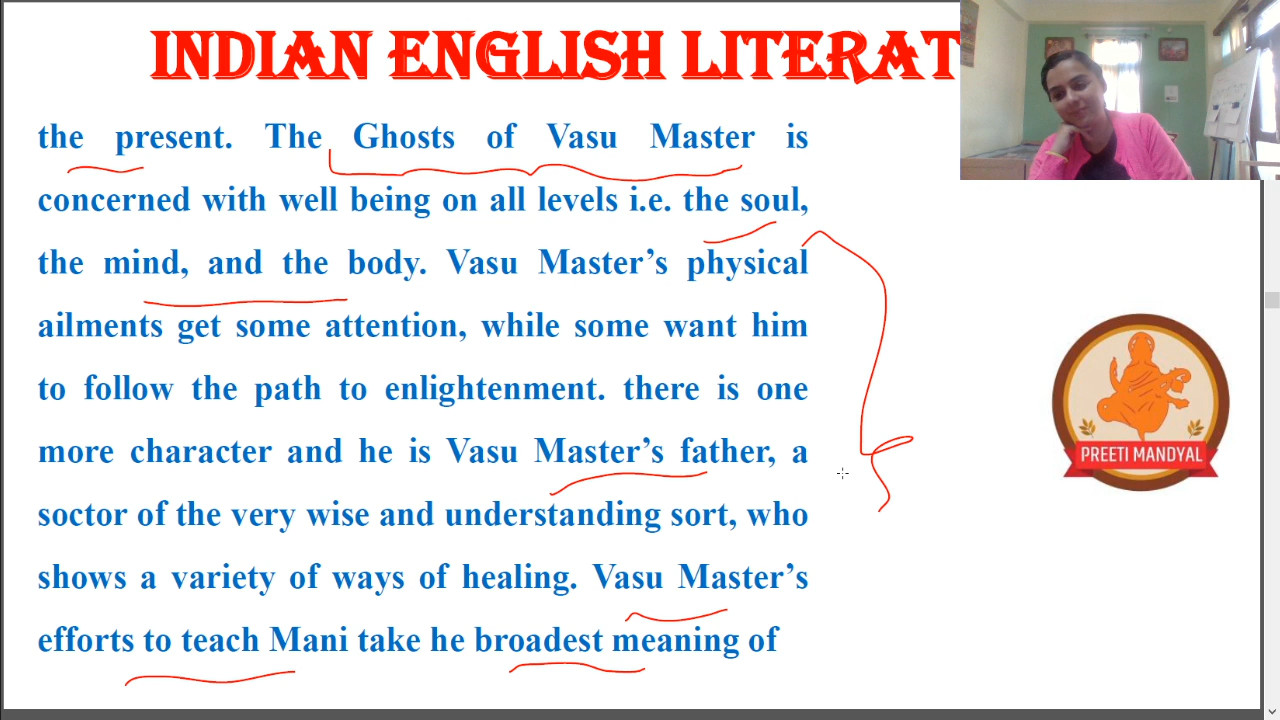 INDIAN ENGLISH LITERAT
the present. The Ghosts of Vasu Master is
concerned with well being on all levels i.e. the soul,
the mind, and the body. Vasu Master’s physical
ailments get some attention, while some want him
to follow the path to enlightenment. there is one
more character and he is Vasu Master’s father, a
soctor of the very wise and understanding sort, who
shows a variety of ways of healing. Vasu Master’s
efforts to teach Mani take he broadest meaning of
PREETI MANDYAL